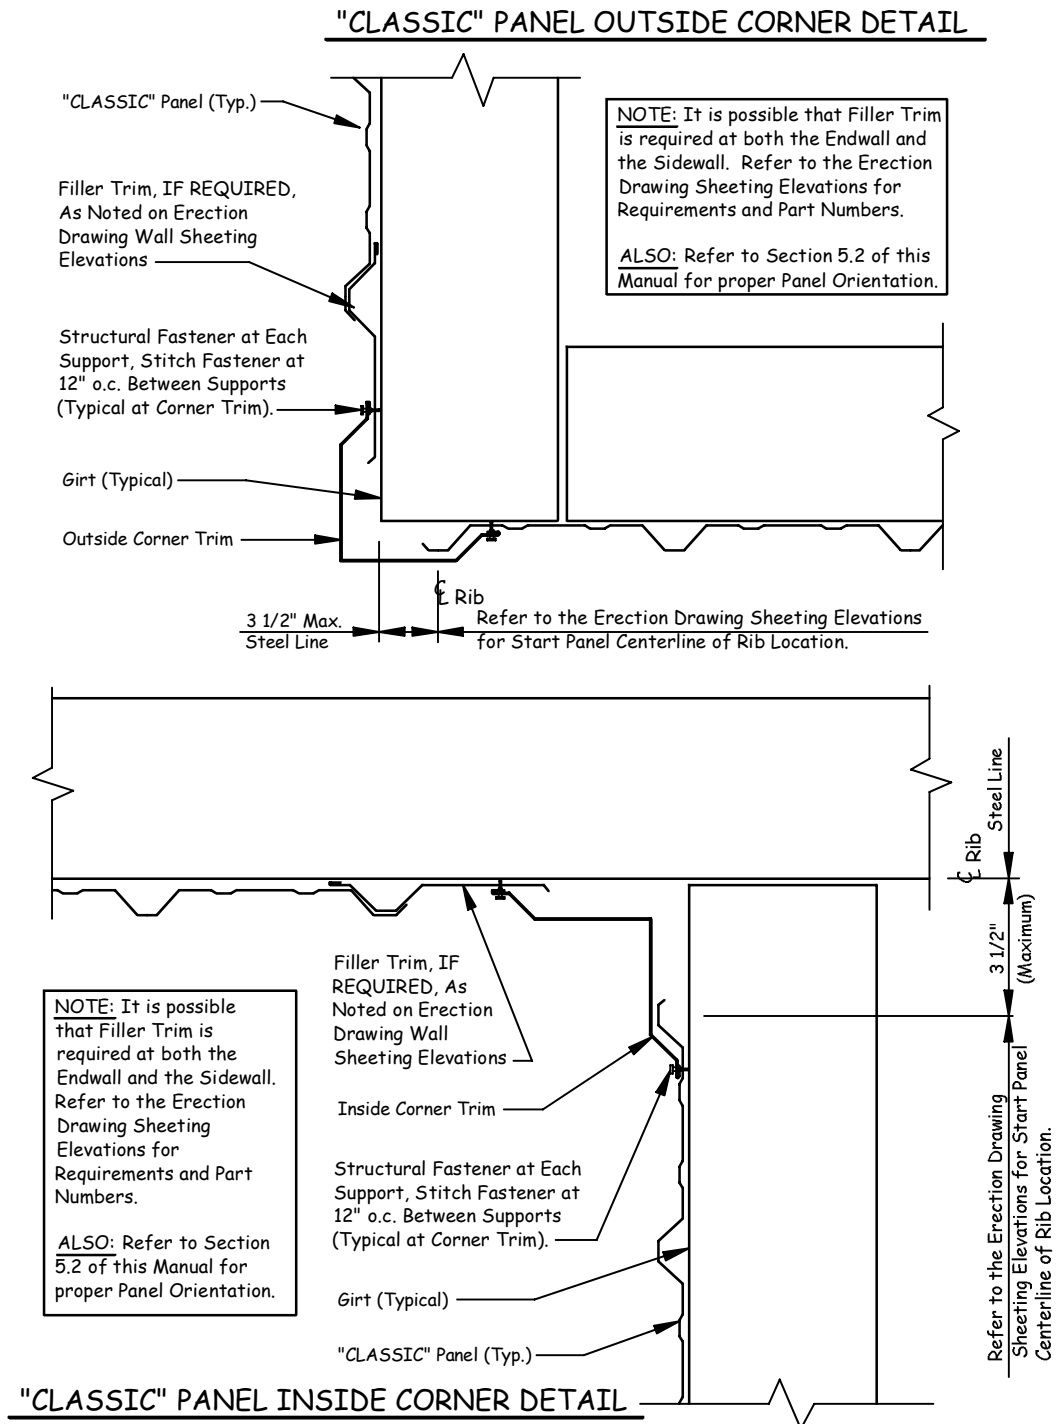 "CLASSIC" PANEL OUTSIDE CORNER DETAIL
"CLASSIC" Panel (Typ.)
Filler Trim, IF REQUIRED,
As Noted on Erection
Drawing Wall Sheeting
Elevations
Structural Fastener at Each
Support, Stitch Fastener at
12" o.c. Between Supports
(Typical at Corner Trim).
Girt (Typical)
Outside Corner Trim
NOTE: It is possible that Filler Trim
is required at both the Endwall and
the Sidewall. Refer to the Erection
Drawing Sheeting Elevations for
Requirements and Part Numbers.
ALSO: Refer to Section 5.2 of this
Manual for proper Panel Orientation.
℄ Rib
3 1/2" Max.
Steel Line
Refer to the Erection Drawing Sheeting Elevations
for Start Panel Centerline of Rib Location.
Steel Line
℄ Rib
3 1/2"
(Maximum)
Refer to the Erection Drawing
Sheeting Elevations for Start Panel
Centerline of Rib Location.
Filler Trim, IF
REQUIRED, As
Noted on Erection
Drawing Wall
Sheeting Elevations
Inside Corner Trim
Structural Fastener at Each
Support, Stitch Fastener at
12" o.c. Between Supports
(Typical at Corner Trim).
Girt (Typical)
"CLASSIC" Panel (Typ.)
NOTE: It is possible
that Filler Trim is
required at both the
Endwall and the Sidewall.
Refer to the Erection
Drawing Sheeting
Elevations for
Requirements and Part
Numbers.
ALSO: Refer to Section
5.2 of this Manual for
proper Panel Orientation.
"CLASSIC" PANEL INSIDE CORNER DETAIL